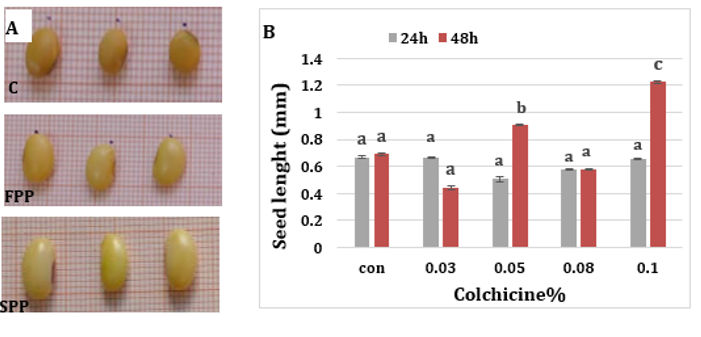 A
C
FPP
SPP
B
24h 48h
1.4
1.2
1
0.8
0.6
0.4
0.2
0
a a a a a b a a a c
con 0.03 0.05 0.08 0.1
Seed lenght (mm)
Colchicine%